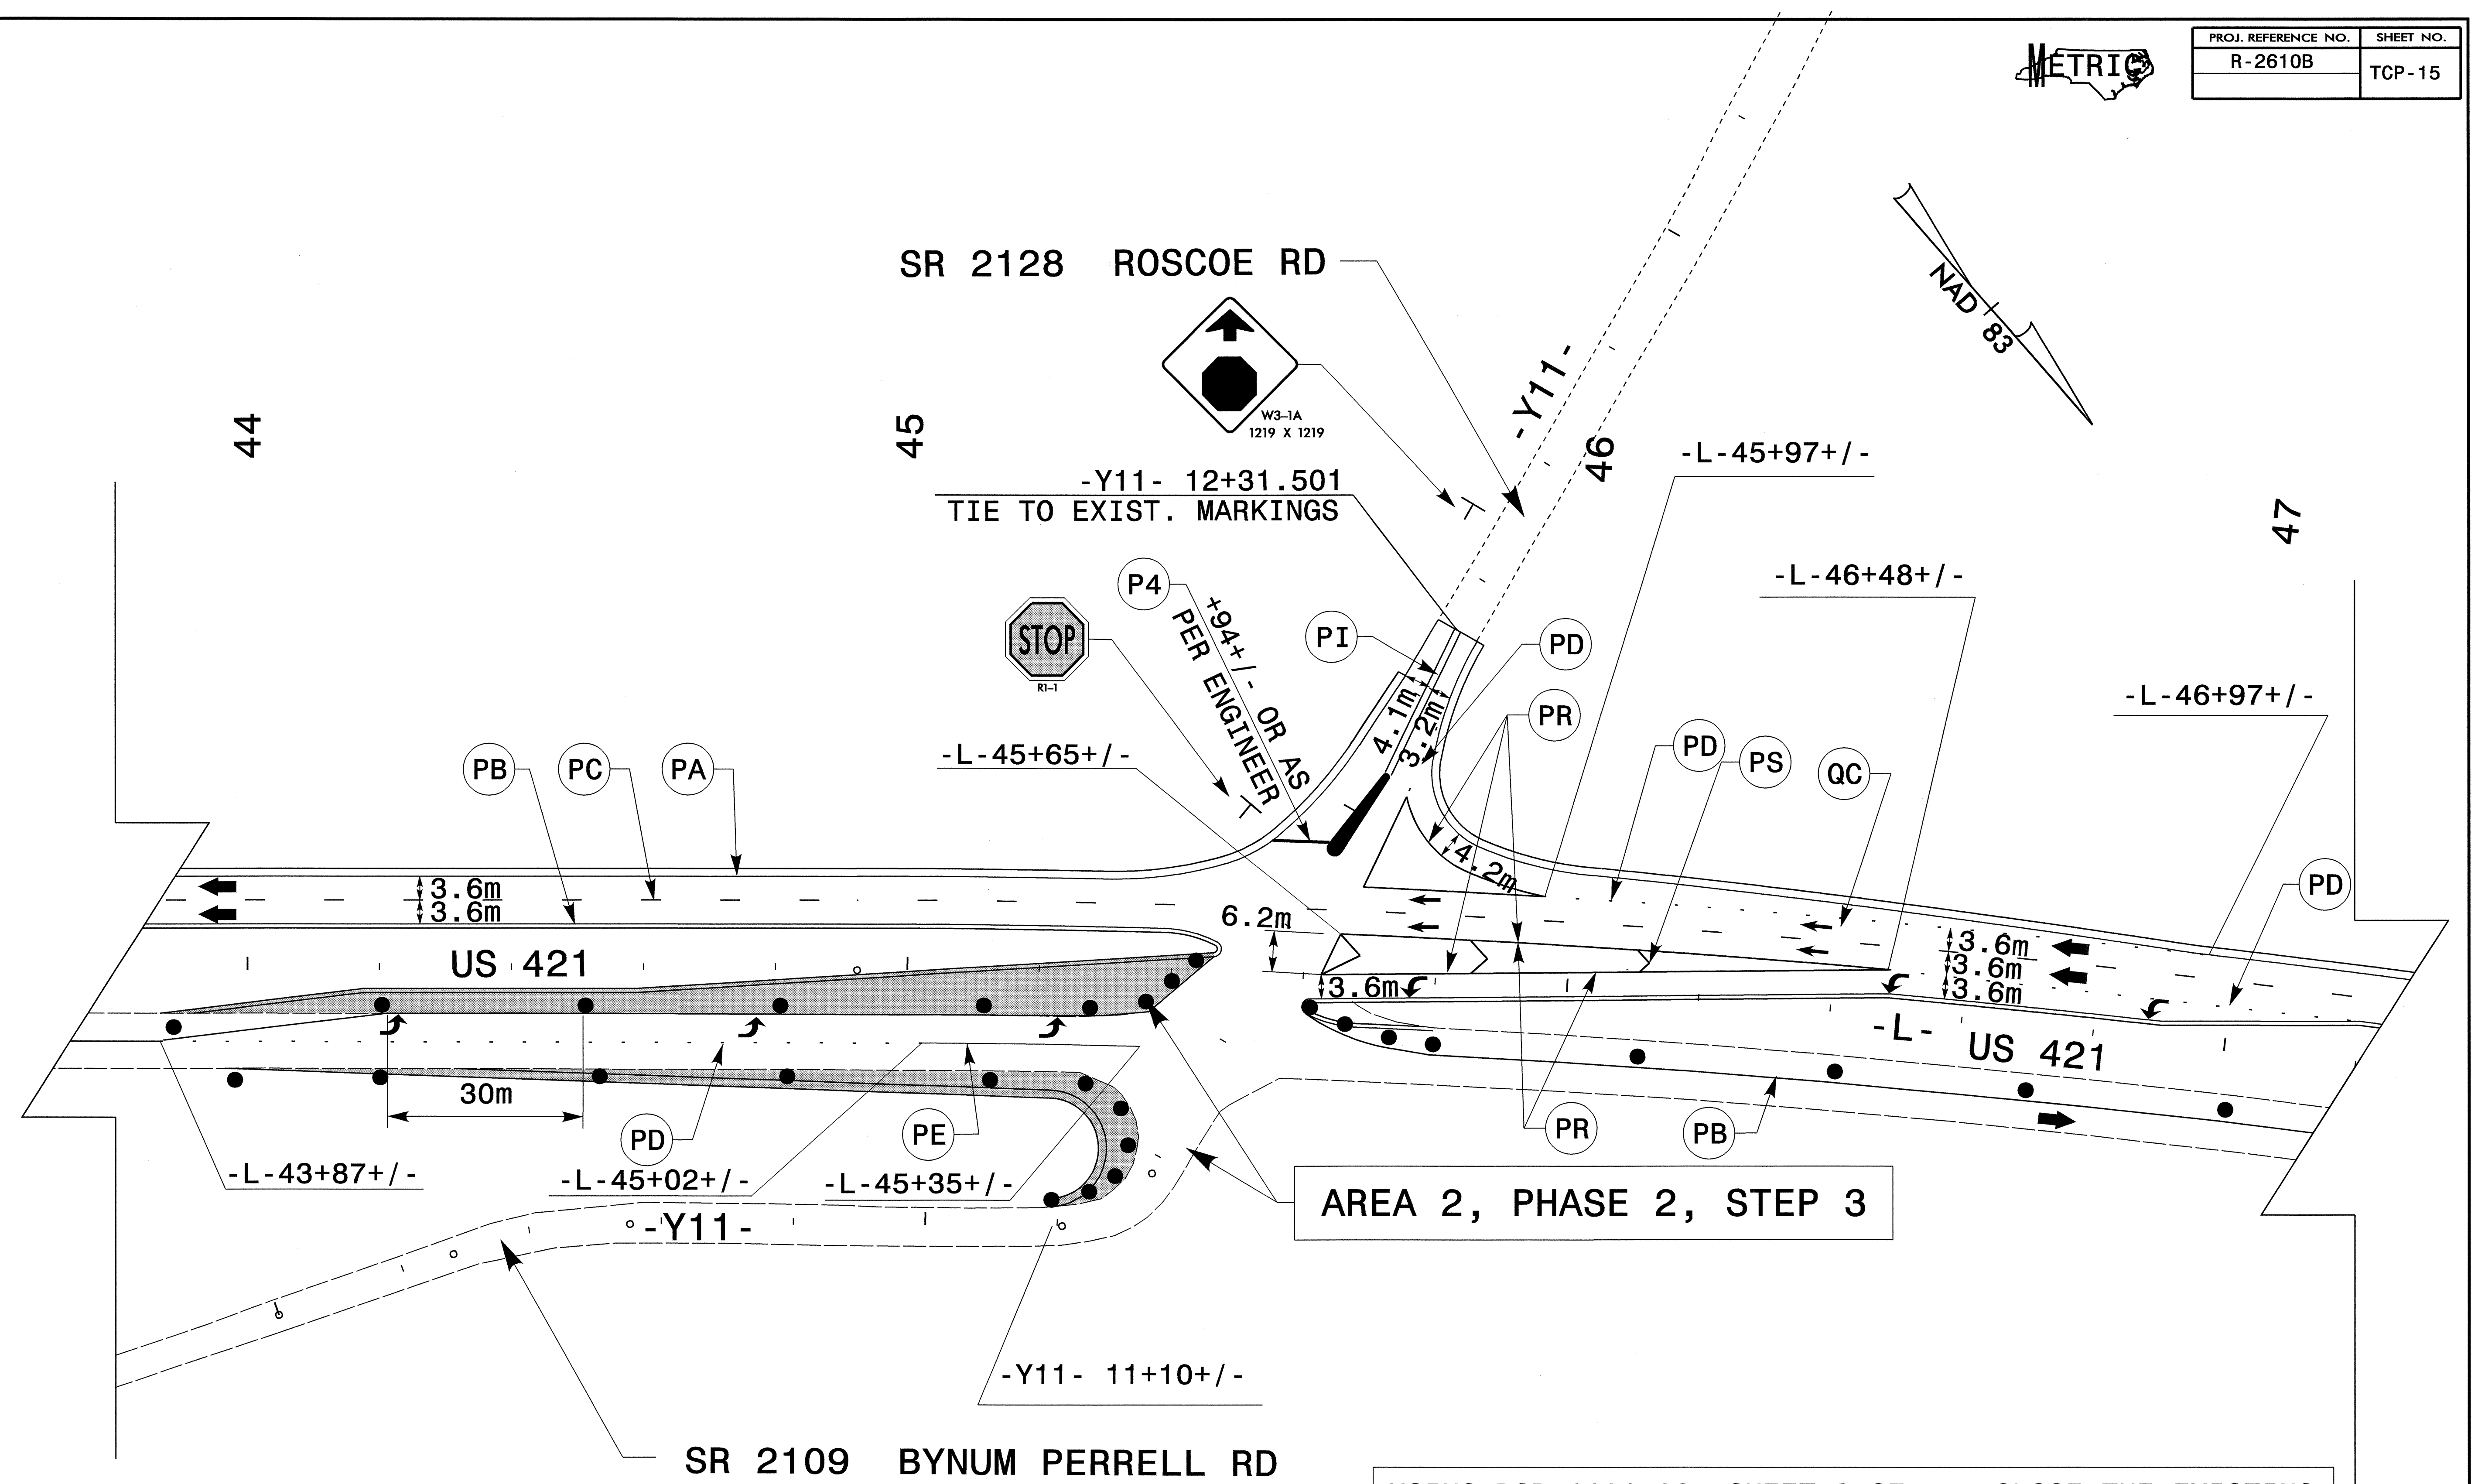 METRIC
PROJ. REFERENCE NO.
SHEET NO.
R-2610B
TCP-15
NAD 83
SR 2128 ROSCOE RD
W3-1A
1219 X 1219
-Y11-
44
45
46
47
-L-45+97+/-
-Y11- 12+31.501
TIE TO EXIST. MARKINGS
-L-46+48+/-
P4
+94+/- OR AS
PER ENGINEER
STOP
R1-1
PI
PD
4.1m
3.2m
PR
-L-46+97+/-
-L-45+65+/-
PD
PS
QC
PB
PC
PA
4.2m
PD
3.6m
3.6m
6.2m
3.6m
3.6m
3.6m
US 421
3.6m
-L- US 421
30m
PD
PE
PR
PB
-L-43+87+/-
-L-45+02+/-
-L-45+35+/-
AREA 2, PHASE 2, STEP 3
-Y11-
-Y11- 11+10+/-
SR 2109 BYNUM PERRELL RD